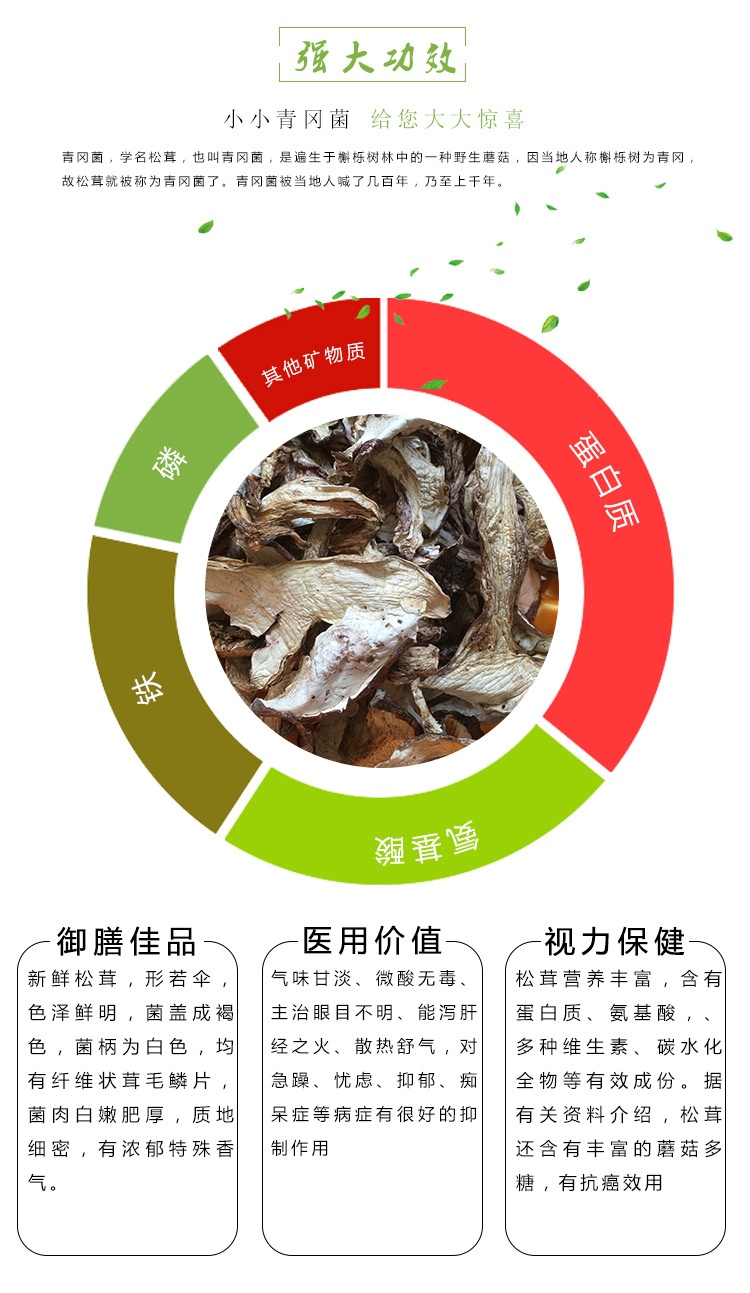 强大功效
小小青冈菌 给您大大惊喜
青冈菌，学名松茸，也叫青冈菌，是遍生于槲栎树林中的一种野生蘑菇，因当地人称槲栎树为青冈，
故松茸就被称为青冈菌了。青冈菌被当地人喊了几百年，乃至上千年。
其他矿物质
蛋白质
磷
铁
氨基酸
御膳佳品
新鲜松茸，形若伞，
色泽鲜明，菌盖成褐
色，菌柄为白色，均
有纤维状茸毛鳞片，
菌肉白嫩肥厚，质地
细密，有浓郁特殊香
气。
医用价值
气味甘淡、微酸无毒、
主治眼目不明、能泻肝
经之火、散热舒气，对
急躁、忧虑、抑郁、痴
呆症等病症有很好的抑
制作用
视力保健
松茸营养丰富，含有
蛋白质、氨基酸，、
多种维生素、碳水化
全物等有效成份。据
有关资料介绍，松茸
还含有丰富的蘑菇多
糖，有抗癌效用